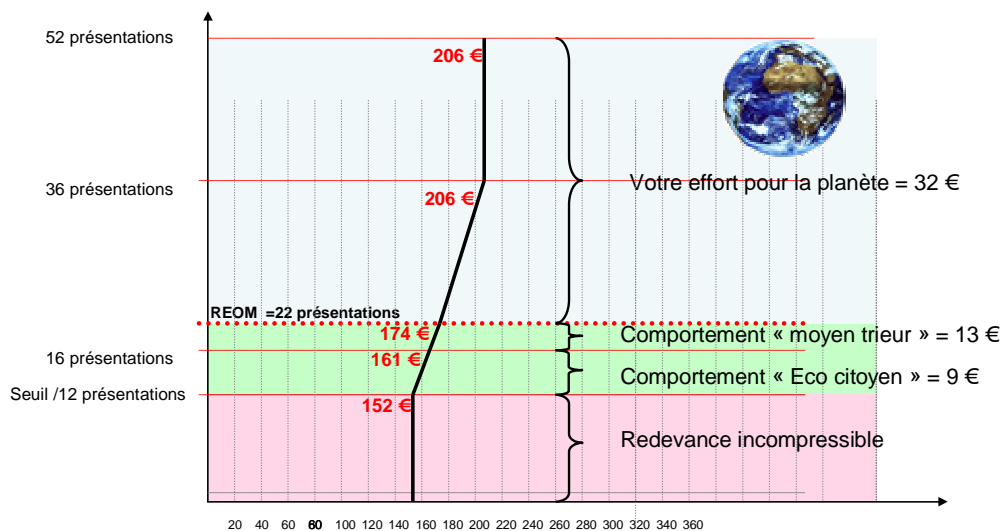 52 présentations
206 €
36 présentations
206 €
Votre effort pour la planète = 32 €
REOM =22 présentations
174 €
Comportement « moyen trieur » = 13 €
16 présentations
161 €
Comportement « Eco citoyen » = 9 €
Seuil /12 présentations
152 €
Redevance incompressible
20 40 60 60 100 120 140 160 180 200 220 240 260 280 300 320 340 360